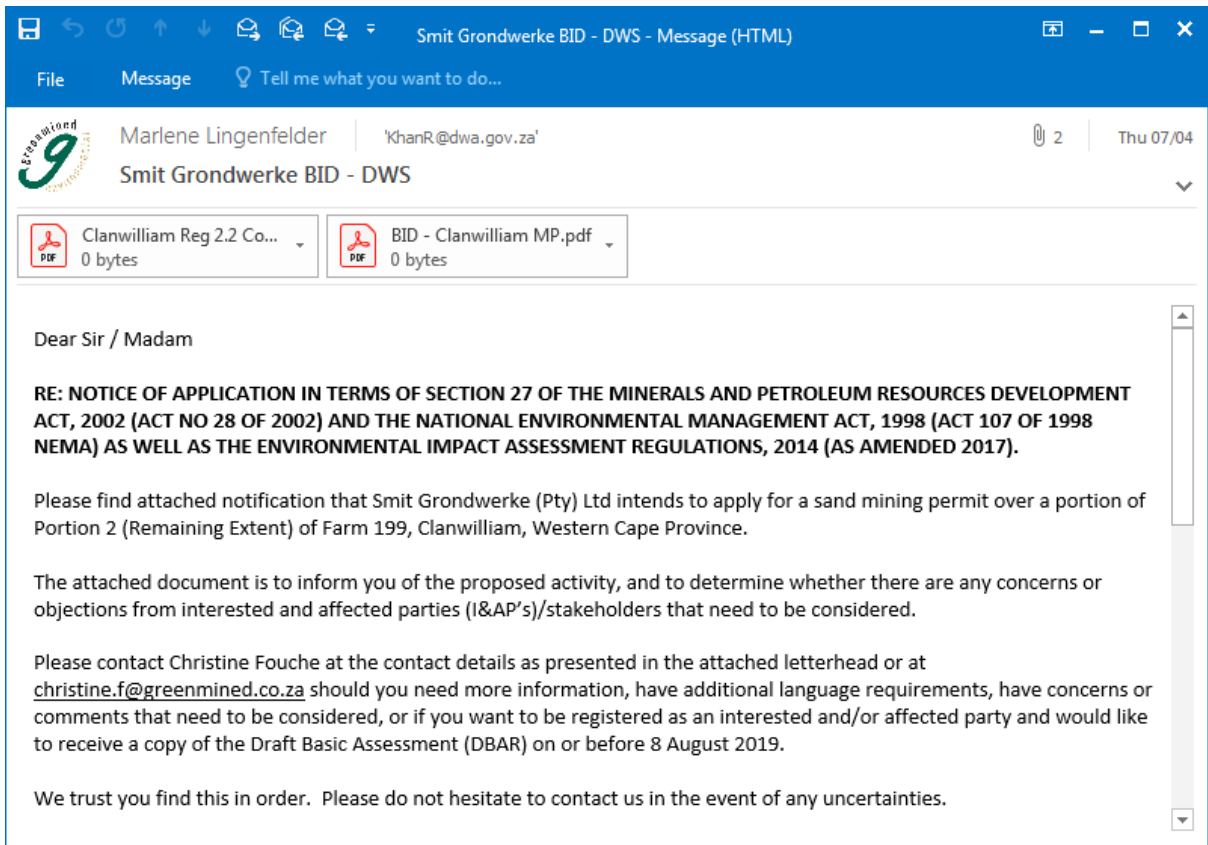 Smit Grondwerke BID - DWS - Message (HTML)
File Message Tell me what you want to do...
greenmined
Marlene Lingenfelder 'KhanR@dwa.gov.za' 2 Thu 07/04
Smit Grondwerke BID - DWS
Clanwilliam Reg 2.2 Co... BID - Clanwilliam MP.pdf
PDF 0 bytes PDF 0 bytes
Dear Sir / Madam
RE: NOTICE OF APPLICATION IN TERMS OF SECTION 27 OF THE MINERALS AND PETROLEUM RESOURCES DEVELOPMENT
ACT, 2002 (ACT NO 28 OF 2002) AND THE NATIONAL ENVIRONMENTAL MANAGEMENT ACT, 1998 (ACT 107 OF 1998
NEMA) AS WELL AS THE ENVIRONMENTAL IMPACT ASSESSMENT REGULATIONS, 2014 (AS AMENDED 2017).
Please find attached notification that Smit Grondwerke (Pty) Ltd intends to apply for a sand mining permit over a portion of
Portion 2 (Remaining Extent) of Farm 199, Clanwilliam, Western Cape Province.
The attached document is to inform you of the proposed activity, and to determine whether there are any concerns or
objections from interested and affected parties (I&AP's)/stakeholders that need to be considered.
Please contact Christine Fouche at the contact details as presented in the attached letterhead or at
christine.f@greenmined.co.za should you need more information, have additional language requirements, have concerns or
comments that need to be considered, or if you want to be registered as an interested and/or affected party and would like
to receive a copy of the Draft Basic Assessment (DBAR) on or before 8 August 2019.
We trust you find this in order.  Please do not hesitate to contact us in the event of any uncertainties.